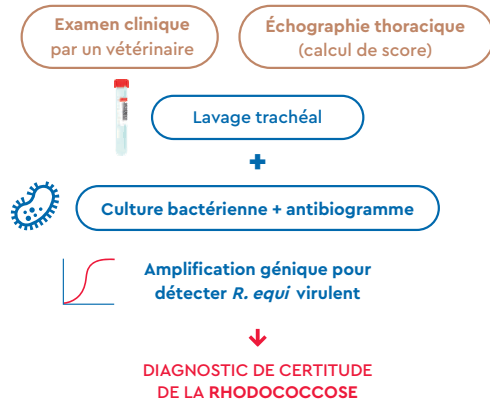 Examen clinique
par un vétérinaire
Échographie thoracique
(calcul de score)
Lavage trachéal
+
Culture bactérienne + antibiogramme
Amplification génique pour
détecter R. equi virulent
DIAGNOSTIC DE CERTITUDE
DE LA RHODOCOCCOSE